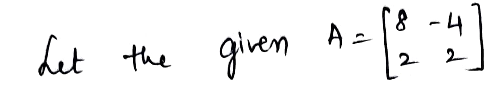 Let the given A = [8 -4
2 2]